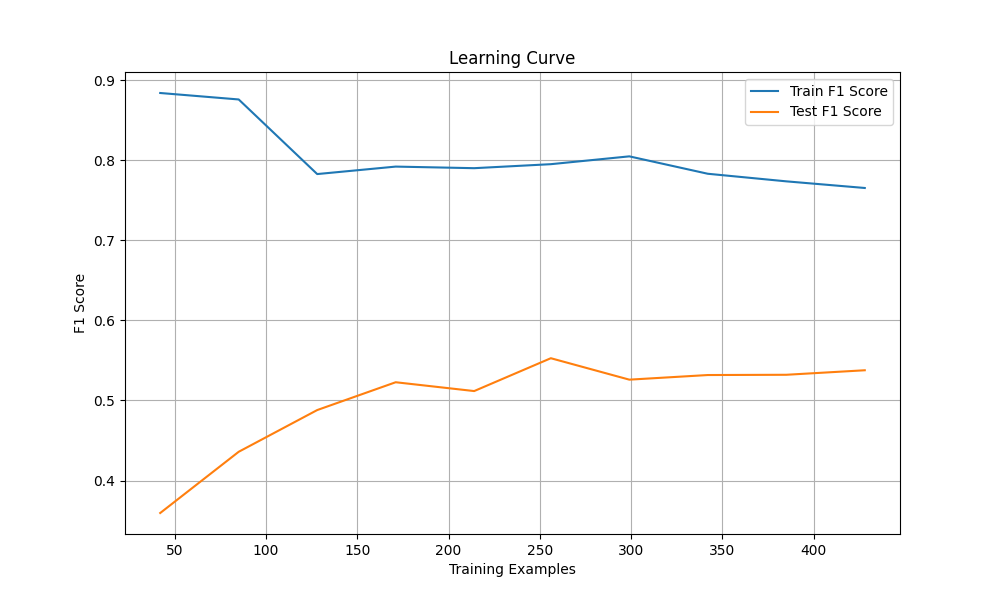 Learning Curve
Train F1 Score
Test F1 Score
0.9
0.8
0.7
0.6
0.5
0.4
F1 Score
50 100 150 200 250 300 350 400
Training Examples